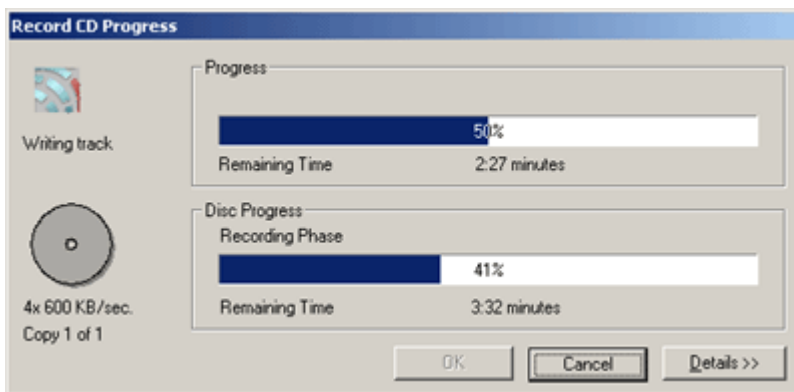 Record CD Progress
Progress
Writing track
50%
Remaining Time 2:27 minutes
Disc Progress
Recording Phase
41%
4x 600 KB/sec.
Remaining Time 3:32 minutes
Copy 1 of 1
OK Cancel Details >>